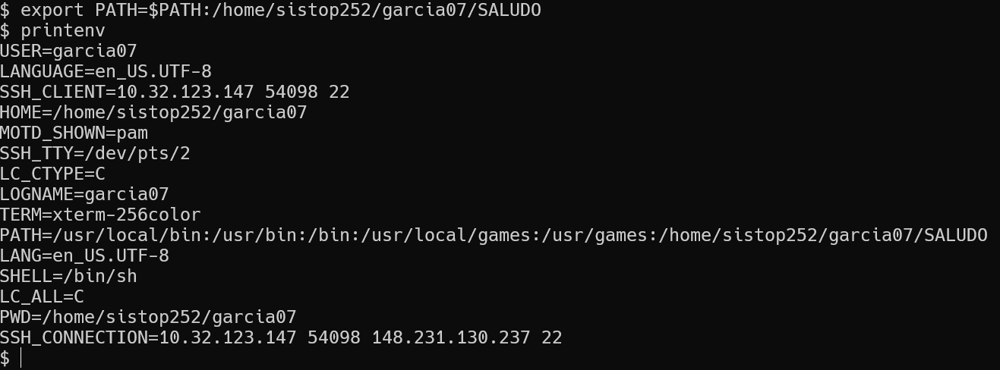 $ export PATH=$PATH:/home/sistop252/garcia07/SALUDO
$ printenv
USER=garcia07
LANGUAGE=en_US.UTF-8
SSH_CLIENT=10.32.123.147 54098 22
HOME=/home/sistop252/garcia07
MOTD_SHOWN=pam
SSH_TTY=/dev/pts/2
LC_CTYPE=C
LOGNAME=garcia07
TERM=xterm-256color
PATH=/usr/local/bin:/usr/bin:/bin:/usr/local/games:/usr/games:/home/sistop252/garcia07/SALUDO
LANG=en_US.UTF-8
SHELL=/bin/sh
LC_ALL=C
PWD=/home/sistop252/garcia07
SSH_CONNECTION=10.32.123.147 54098 148.231.130.237 22
$